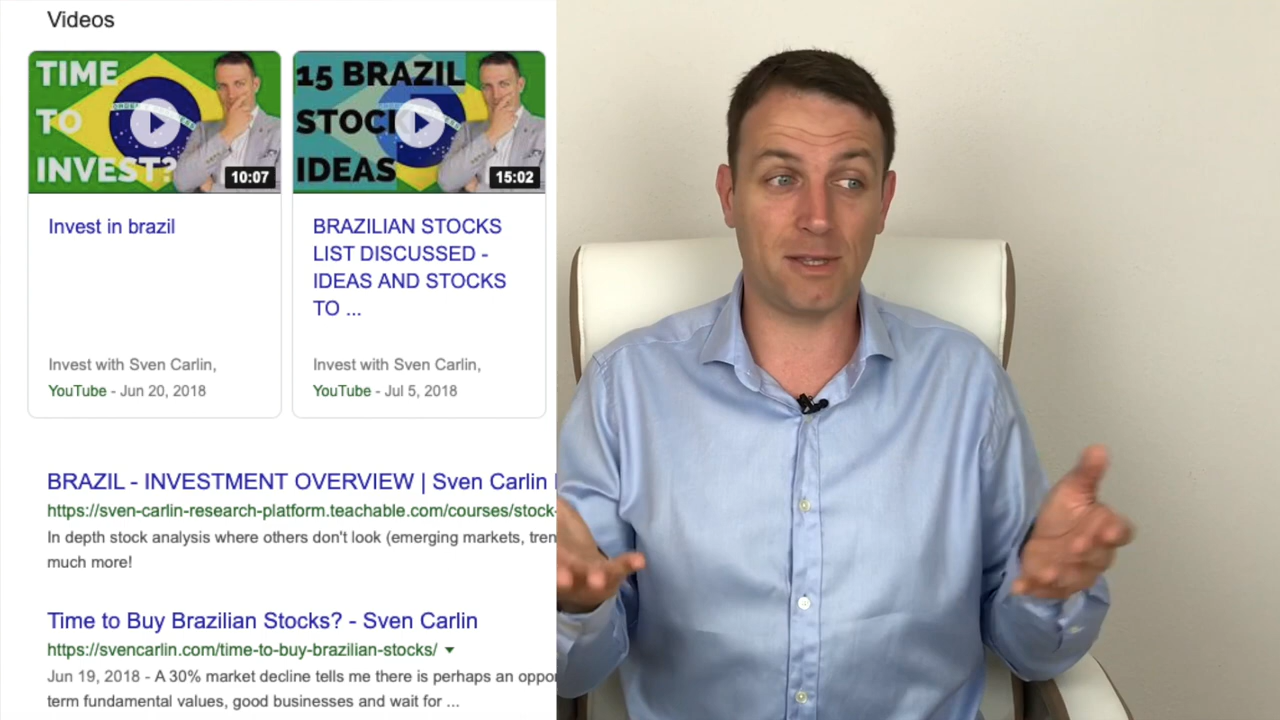 Videos
TIME
TO
INVEST?
10:07
15 BRAZIL
STOCK
IDEAS
15:02
Invest in brazil
BRAZILIAN STOCKS
LIST DISCUSSED -
IDEAS AND STOCKS
TO ...
Invest with Sven Carlin,
YouTube - Jun 20, 2018
Invest with Sven Carlin,
YouTube - Jul 5, 2018
BRAZIL - INVESTMENT OVERVIEW | Sven Carlin
https://sven-carlin-research-platform.teachable.com/courses/stock-
In depth stock analysis where others don't look (emerging markets, tren
much more!
Time to Buy Brazilian Stocks? - Sven Carlin
https://svencarlin.com/time-to-buy-brazilian-stocks/
Jun 19, 2018 - A 30% market decline tells me there is perhaps an oppo
term fundamental values, good businesses and wait for ...